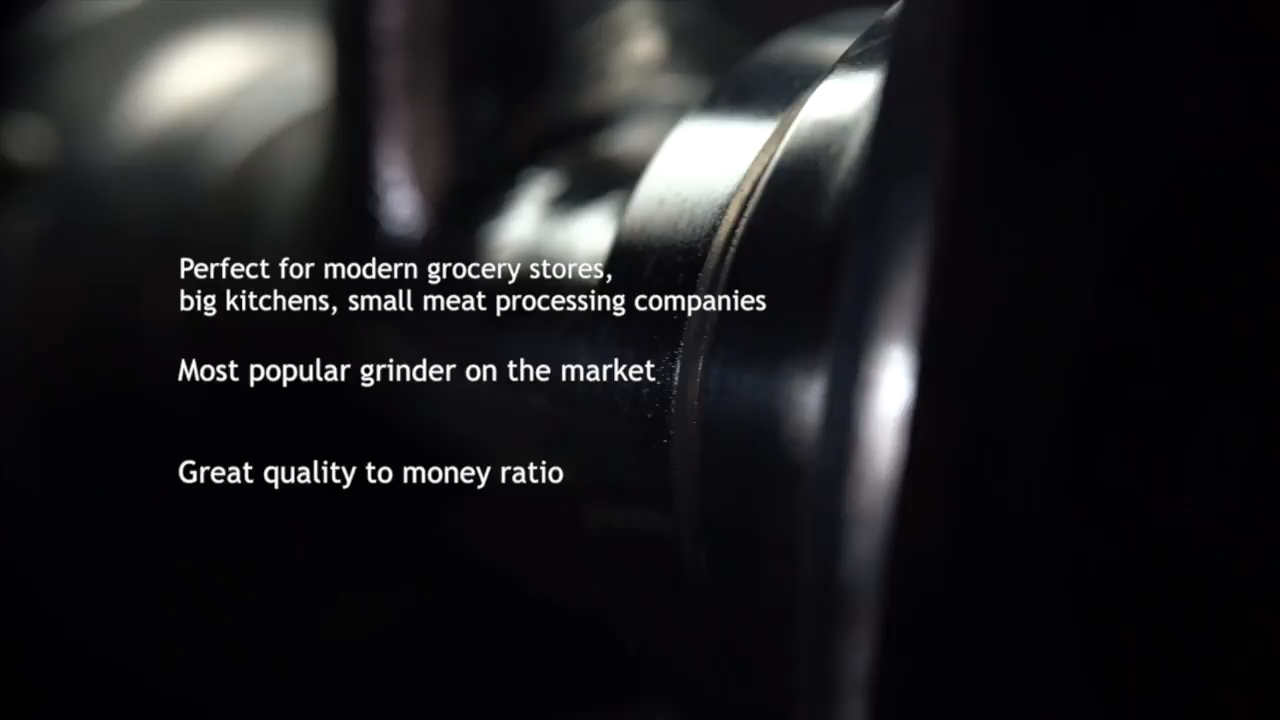 Perfect for modern grocery stores,
big kitchens, small meat processing companies
Most popular grinder on the market
Great quality to money ratio